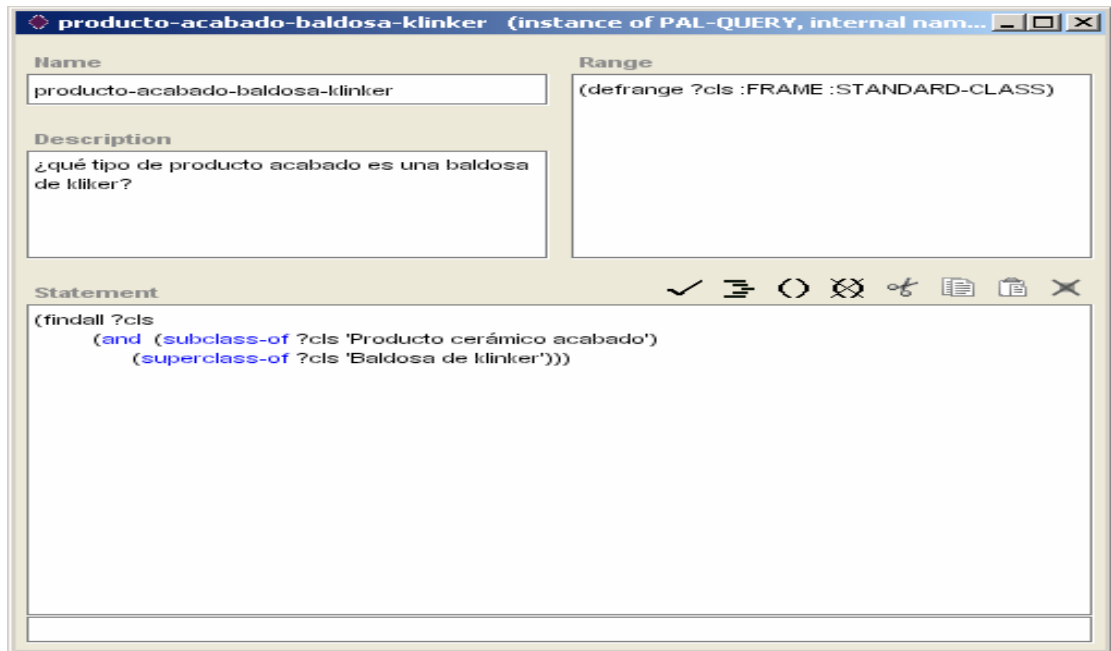 producto-acabado-baldosa-klinker (instance of PAL-QUERY, internal nam...
Name
producto-acabado-baldosa-klinker
Range
(defrange ?cls :FRAME :STANDARD-CLASS)
Description
¿qué tipo de producto acabado es una baldosa
de kliker?
Statement
(findall ?cls
(and (subclass-of ?cls 'Producto cerámico acabado')
(superclass-of ?cls 'Baldosa de klinker')))